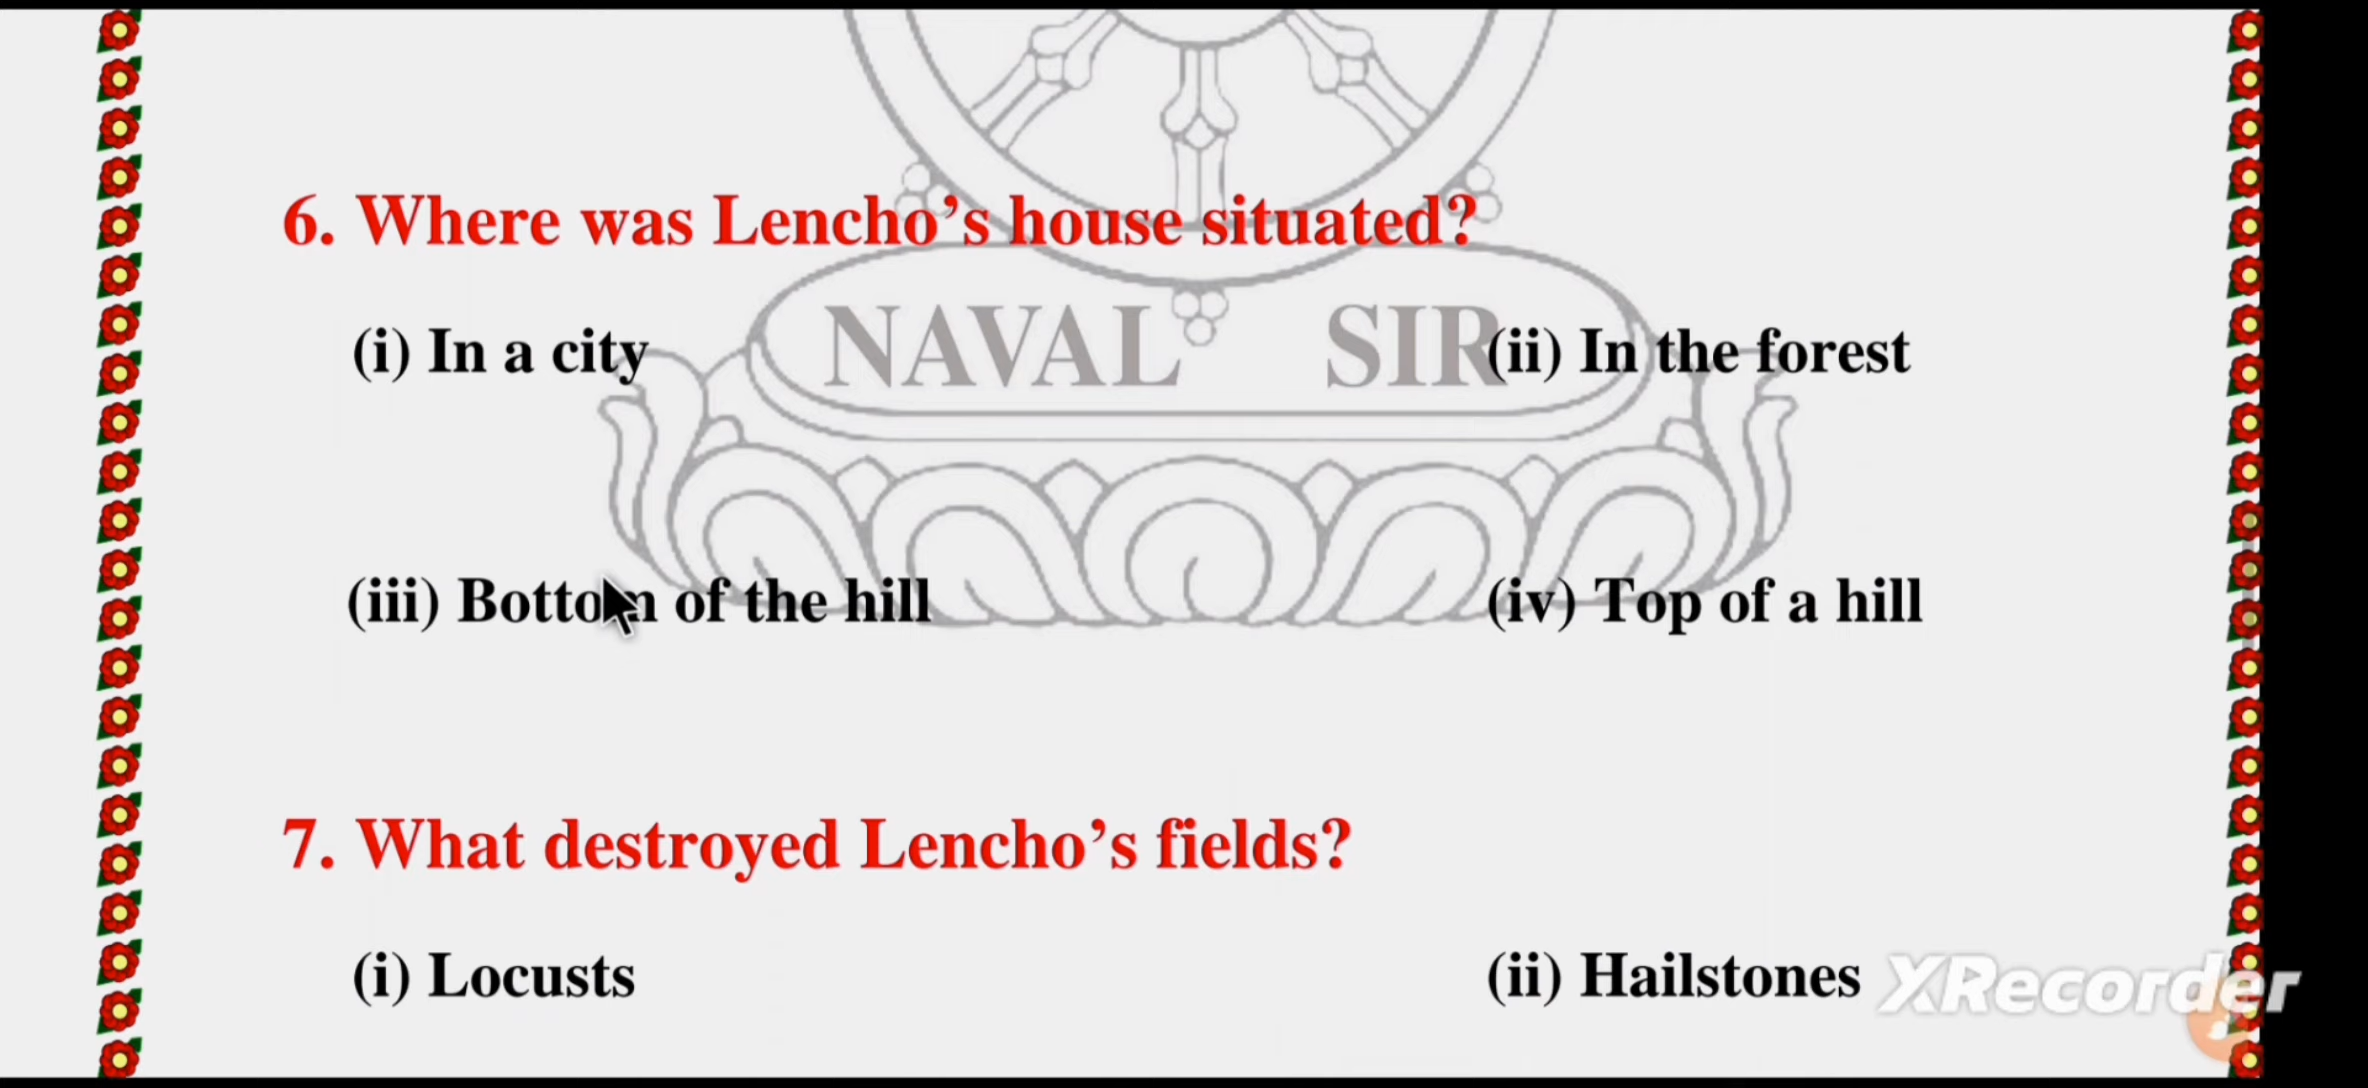 6. Where was Lencho’s house situated?
NAVAL SIR
(i) In a city (ii) In the forest
(iii) Bottom of the hill (iv) Top of a hill
7. What destroyed Lencho’s fields?
(i) Locusts (ii) Hailstones
XRecorder